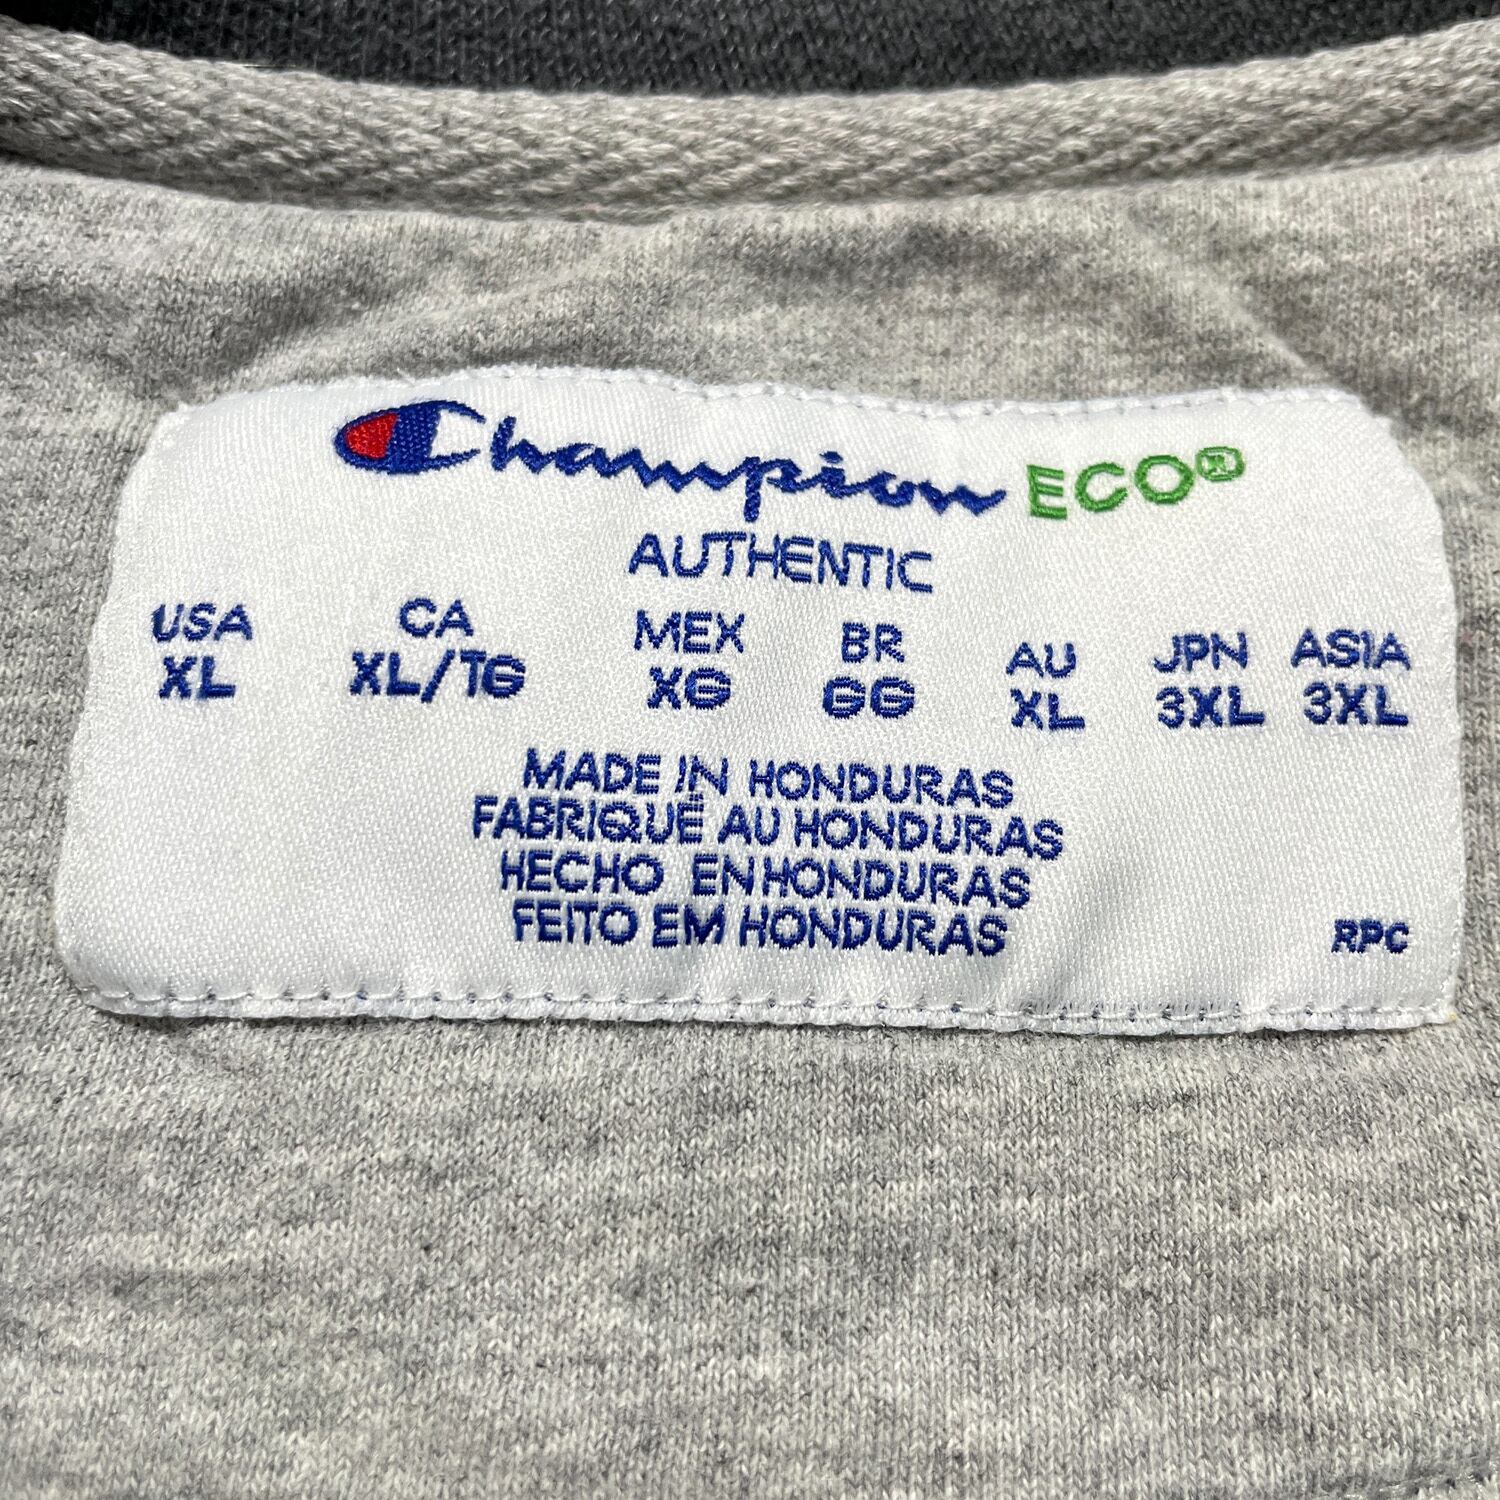 Champion ECO®
AUTHENTIC
USA CA MEX BR AU JPN ASIA
XL XL/TG XG GG XL 3XL 3XL
MADE IN HONDURAS
FABRIQUÉ AU HONDURAS
HECHO EN HONDURAS
FEITO EM HONDURAS
RPC